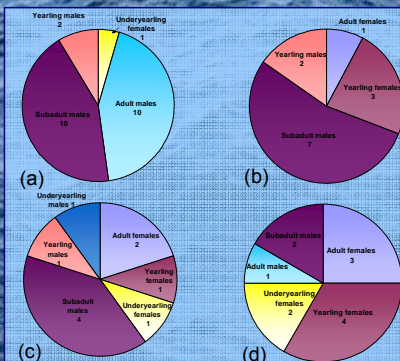 Yearling males
2
Underyearling
females
1
Adult males
10
Subadult males
10
(a)
Adult females
1
Yearling males
2
Yearling females
3
Subadult males
7
(b)
Underyearling
males 1
Adult females
2
Yearling
males
1
Yearling
females
1
Underyearling
females
1
Subadult
males
4
(c)
Subadult males
2
Adult females
3
Adult males
1
Underyearling
females
2
Yearling females
4
(d)